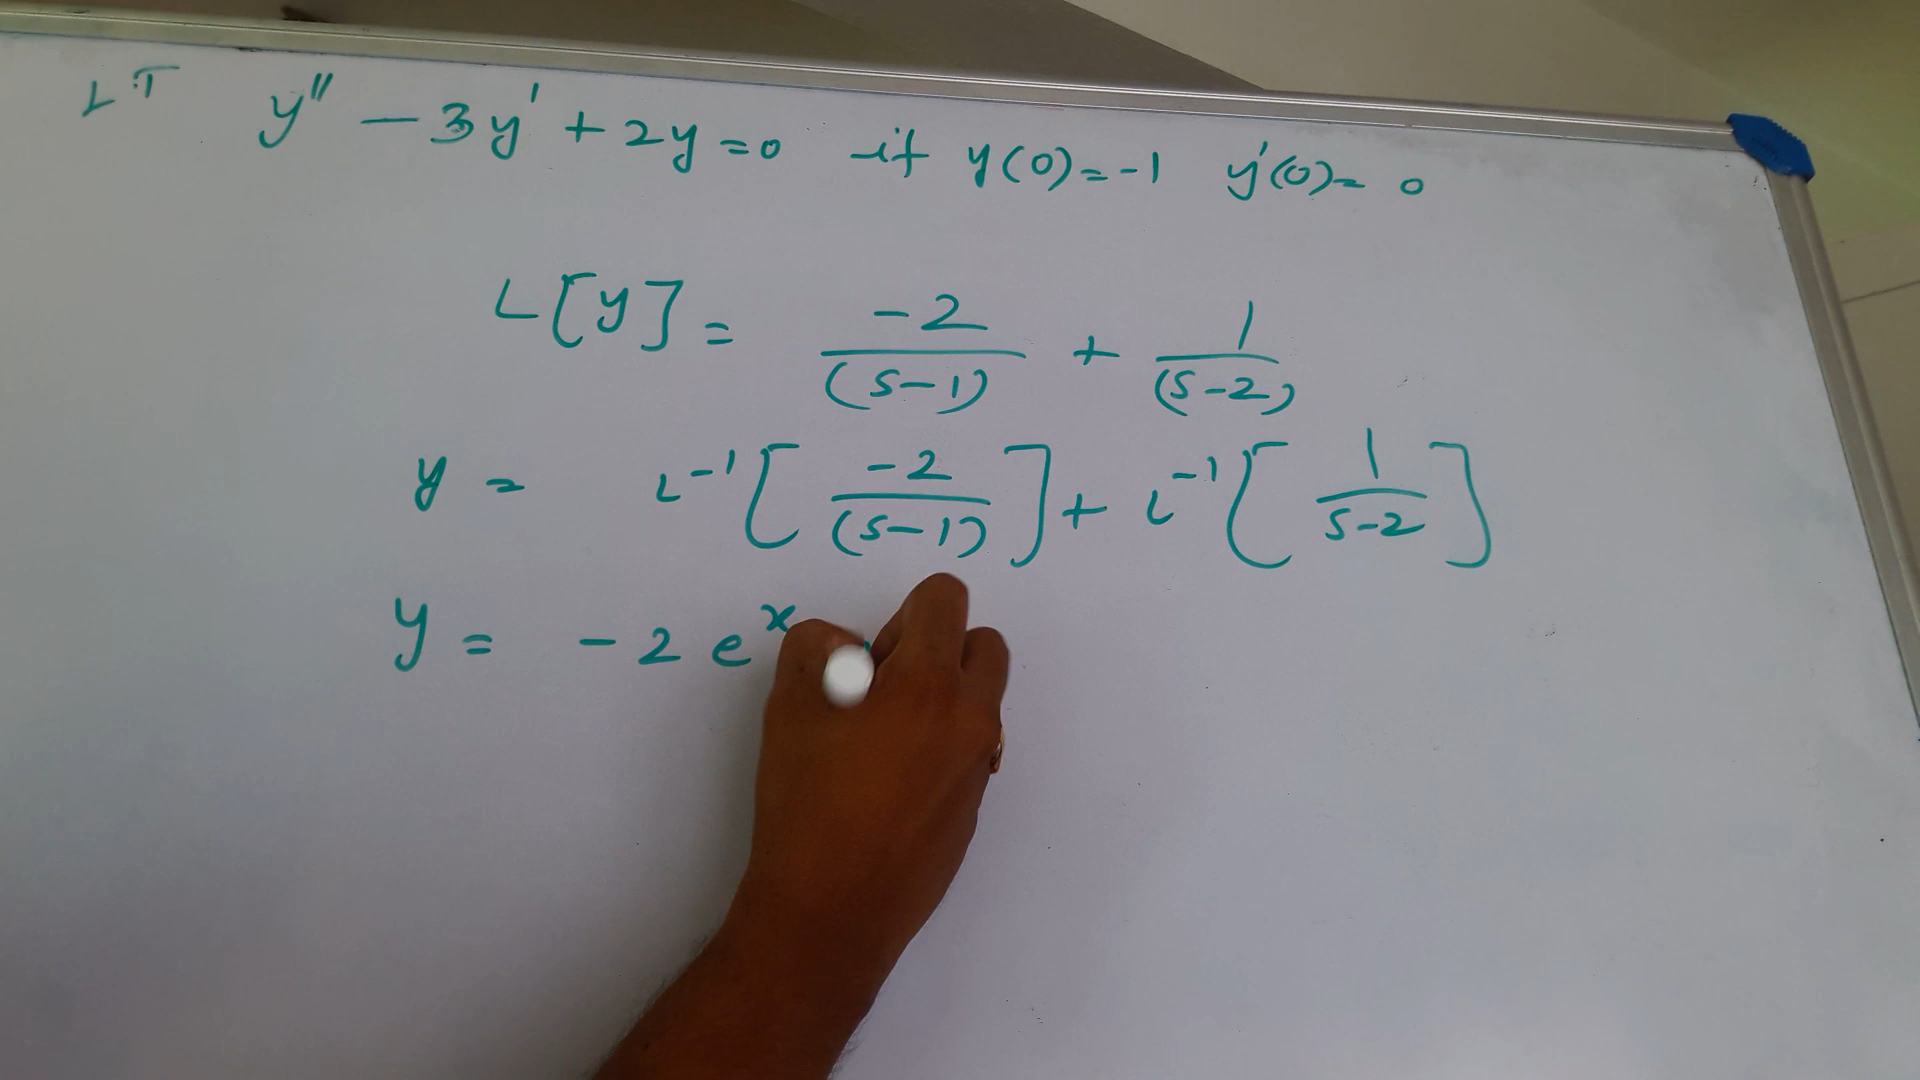 LT y'' - 3y' + 2y = 0 if y(0) = -1 y'(0) = 0
L[y] = -2/(s-1) + 1/(s-2)
y = L⁻¹[-2/(s-1)] + L⁻¹[1/s-2]
y = -2e^x